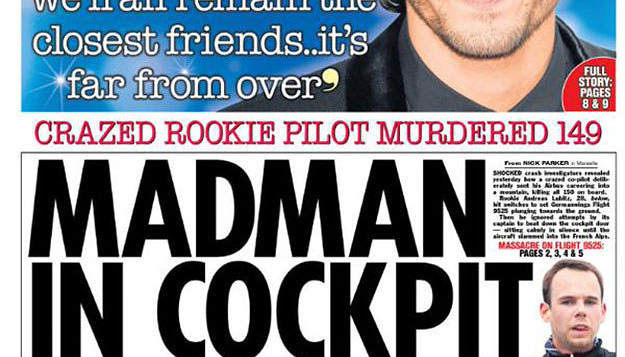 we'll all remain the
closest friends..it's
far from over’
FULL
STORY:
PAGES
8 & 9
CRAZED ROOKIE PILOT MURDERED 149
MADMAN
IN COCKPIT
From NICK PARKER in Marseille
SHOCKED crash investigators revealed
yesterday how a crazed co-pilot delib-
erately sent his Airbus careering into
a mountain, killing all 150 on board.
Rookie Andreas Lubitz, 28, below,
hit switches to set Germanwings Flight
9525 plunging towards the ground.
Then he ignored attempts by its
captain to beat down the cockpit door
— sitting calmly in silence until the
aircraft slammed into the French Alps.
MASSACRE ON FLIGHT 9525:
PAGES 2, 3, 4 & 5